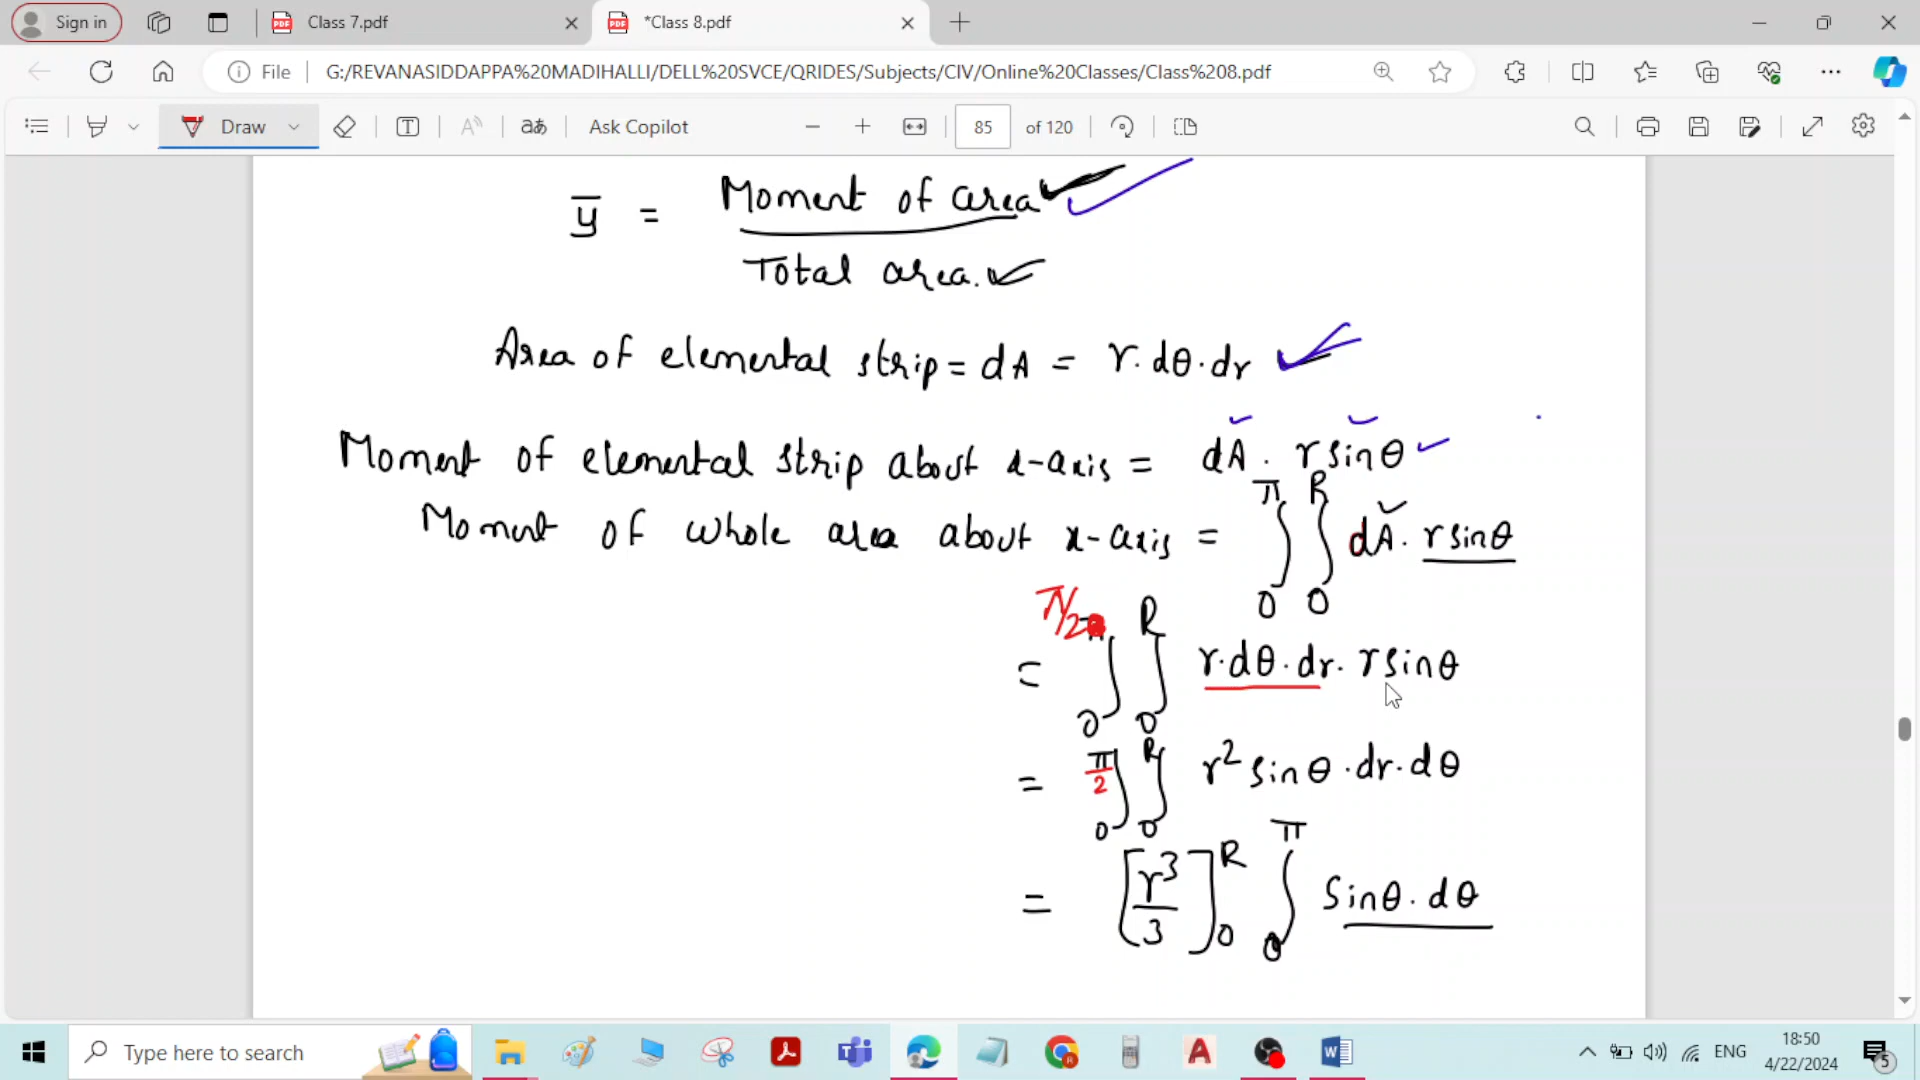 Sign in
Class 7.pdf
*Class 8.pdf
File
G:/REVANASIDDAPPA%20MADIHALLI/DELL%20SVCE/QRIDES/Subjects/CIV/Online%20Classes/Class%208.pdf
Draw
Ask Copilot
85 of 120
y̅ = Moment of area
Total area.
Area of elemental strip = dA = r.dθ.dr
Moment of elemental strip about x-axis = dA . rsinθ
Moment of whole area about x-axis = ∫₀^π ∫₀^R dA. rsinθ
= ∫₀^π/2 ∫₀^R r.dθ.dr. rsinθ
= ∫₀^π/2 ∫₀^R r² sinθ.dr.dθ
= [r³/3]₀^R ∫₀^π Sinθ.dθ
Type here to search
ENG
18:50
4/22/2024
5